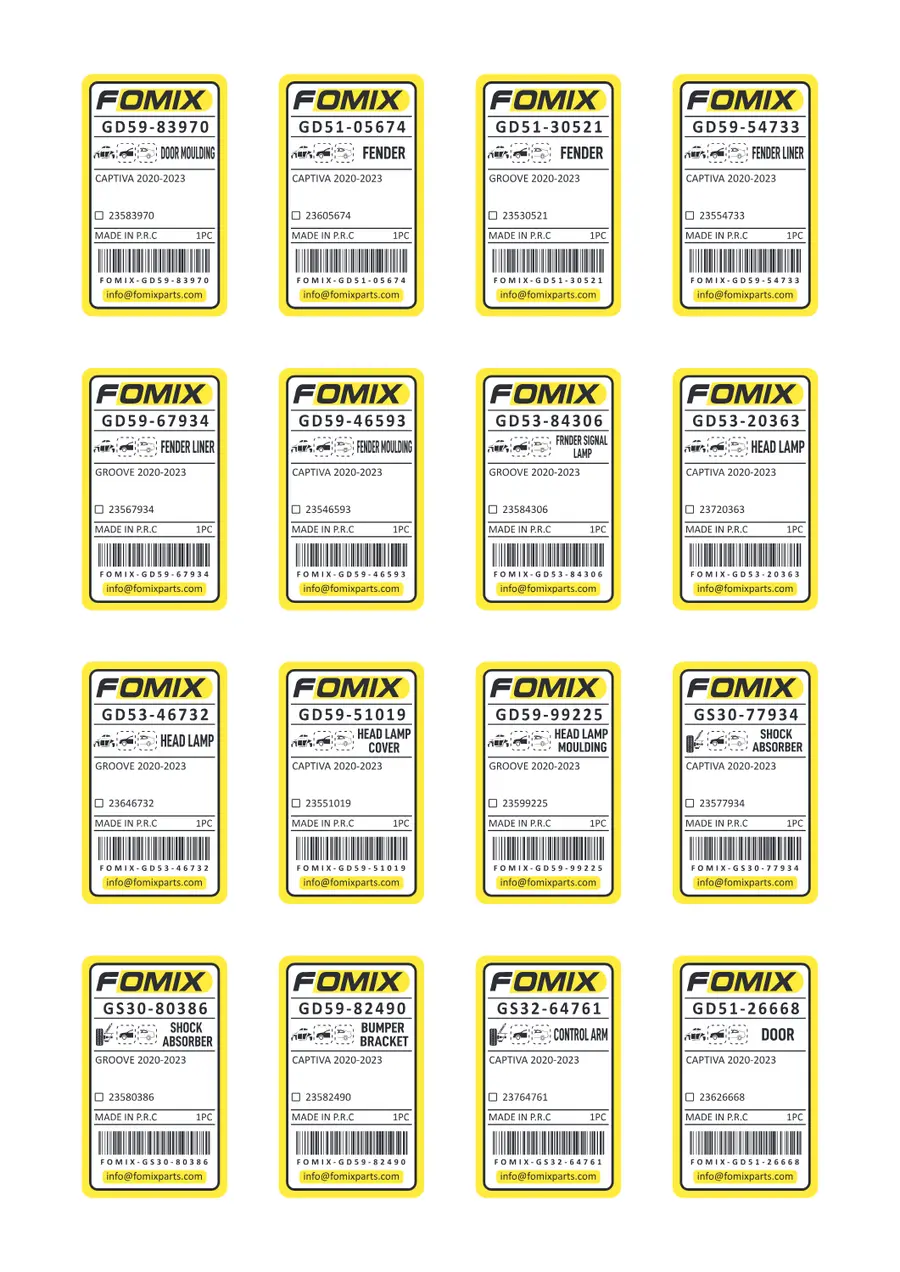 FOMIX
GD59-83970
DOOR MOULDING
CAPTIVA 2020-2023
23583970
MADE IN P.R.C 1PC
FOMIX-GD59-83970
info@fomixparts.com
FOMIX
GD51-05674
FENDER
CAPTIVA 2020-2023
23605674
MADE IN P.R.C 1PC
FOMIX-GD51-05674
info@fomixparts.com
FOMIX
GD51-30521
FENDER
GROOVE 2020-2023
23530521
MADE IN P.R.C 1PC
FOMIX-GD51-30521
info@fomixparts.com
FOMIX
GD59-54733
FENDER LINER
CAPTIVA 2020-2023
23554733
MADE IN P.R.C 1PC
FOMIX-GD59-54733
info@fomixparts.com
FOMIX
GD59-67934
FENDER LINER
GROOVE 2020-2023
23567934
MADE IN P.R.C 1PC
FOMIX-GD59-67934
info@fomixparts.com
FOMIX
GD59-46593
FENDER MOULDING
CAPTIVA 2020-2023
23546593
MADE IN P.R.C 1PC
FOMIX-GD59-46593
info@fomixparts.com
FOMIX
GD53-84306
FRNDER SIGNAL
LAMP
GROOVE 2020-2023
23584306
MADE IN P.R.C 1PC
FOMIX-GD53-84306
info@fomixparts.com
FOMIX
GD53-20363
HEAD LAMP
CAPTIVA 2020-2023
23720363
MADE IN P.R.C 1PC
FOMIX-GD53-20363
info@fomixparts.com
FOMIX
GD53-46732
HEAD LAMP
GROOVE 2020-2023
23646732
MADE IN P.R.C 1PC
FOMIX-GD53-46732
info@fomixparts.com
FOMIX
GD59-51019
HEAD LAMP
COVER
CAPTIVA 2020-2023
23551019
MADE IN P.R.C 1PC
FOMIX-GD59-51019
info@fomixparts.com
FOMIX
GD59-99225
HEAD LAMP
MOULDING
GROOVE 2020-2023
23599225
MADE IN P.R.C 1PC
FOMIX-GD59-99225
info@fomixparts.com
FOMIX
GS30-77934
SHOCK
ABSORBER
CAPTIVA 2020-2023
23577934
MADE IN P.R.C 1PC
FOMIX-GS30-77934
info@fomixparts.com
FOMIX
GS30-80386
SHOCK
ABSORBER
GROOVE 2020-2023
23580386
MADE IN P.R.C 1PC
FOMIX-GS30-80386
info@fomixparts.com
FOMIX
GD59-82490
BUMPER
BRACKET
CAPTIVA 2020-2023
23582490
MADE IN P.R.C 1PC
FOMIX-GD59-82490
info@fomixparts.com
FOMIX
GS32-64761
CONTROL ARM
CAPTIVA 2020-2023
23764761
MADE IN P.R.C 1PC
FOMIX-GS32-64761
info@fomixparts.com
FOMIX
GD51-26668
DOOR
CAPTIVA 2020-2023
23626668
MADE IN P.R.C 1PC
FOMIX-GD51-26668
info@fomixparts.com